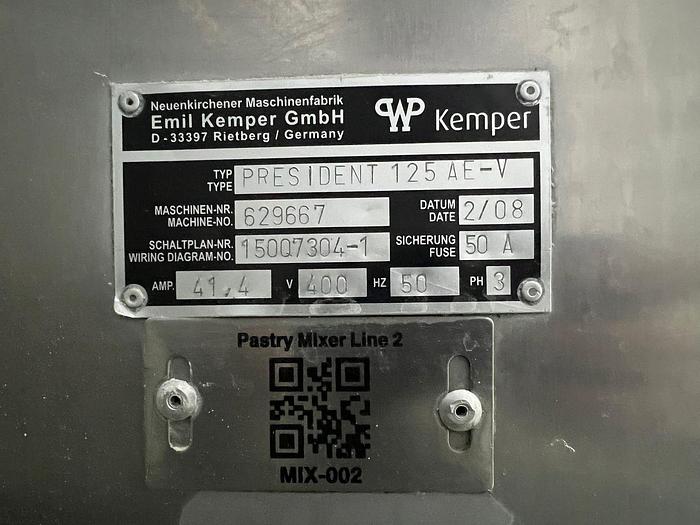 Neuenkirchener Maschinenfabrik
Emil Kemper GmbH
D-33397 Rietberg / Germany
WP Kemper
TYP TYPE PRESIDENT 125 AE-V
MASCHINEN-NR. MACHINE-NO. 629667
DATUM DATE 2/08
SCHALTPLAN-NR. WIRING DIAGRAM-NO. 150Q7304-1
SICHERUNG FUSE 50 A
AMP. 41,4 V 400 HZ 50 PH 3
Pastry Mixer Line 2
MIX-002